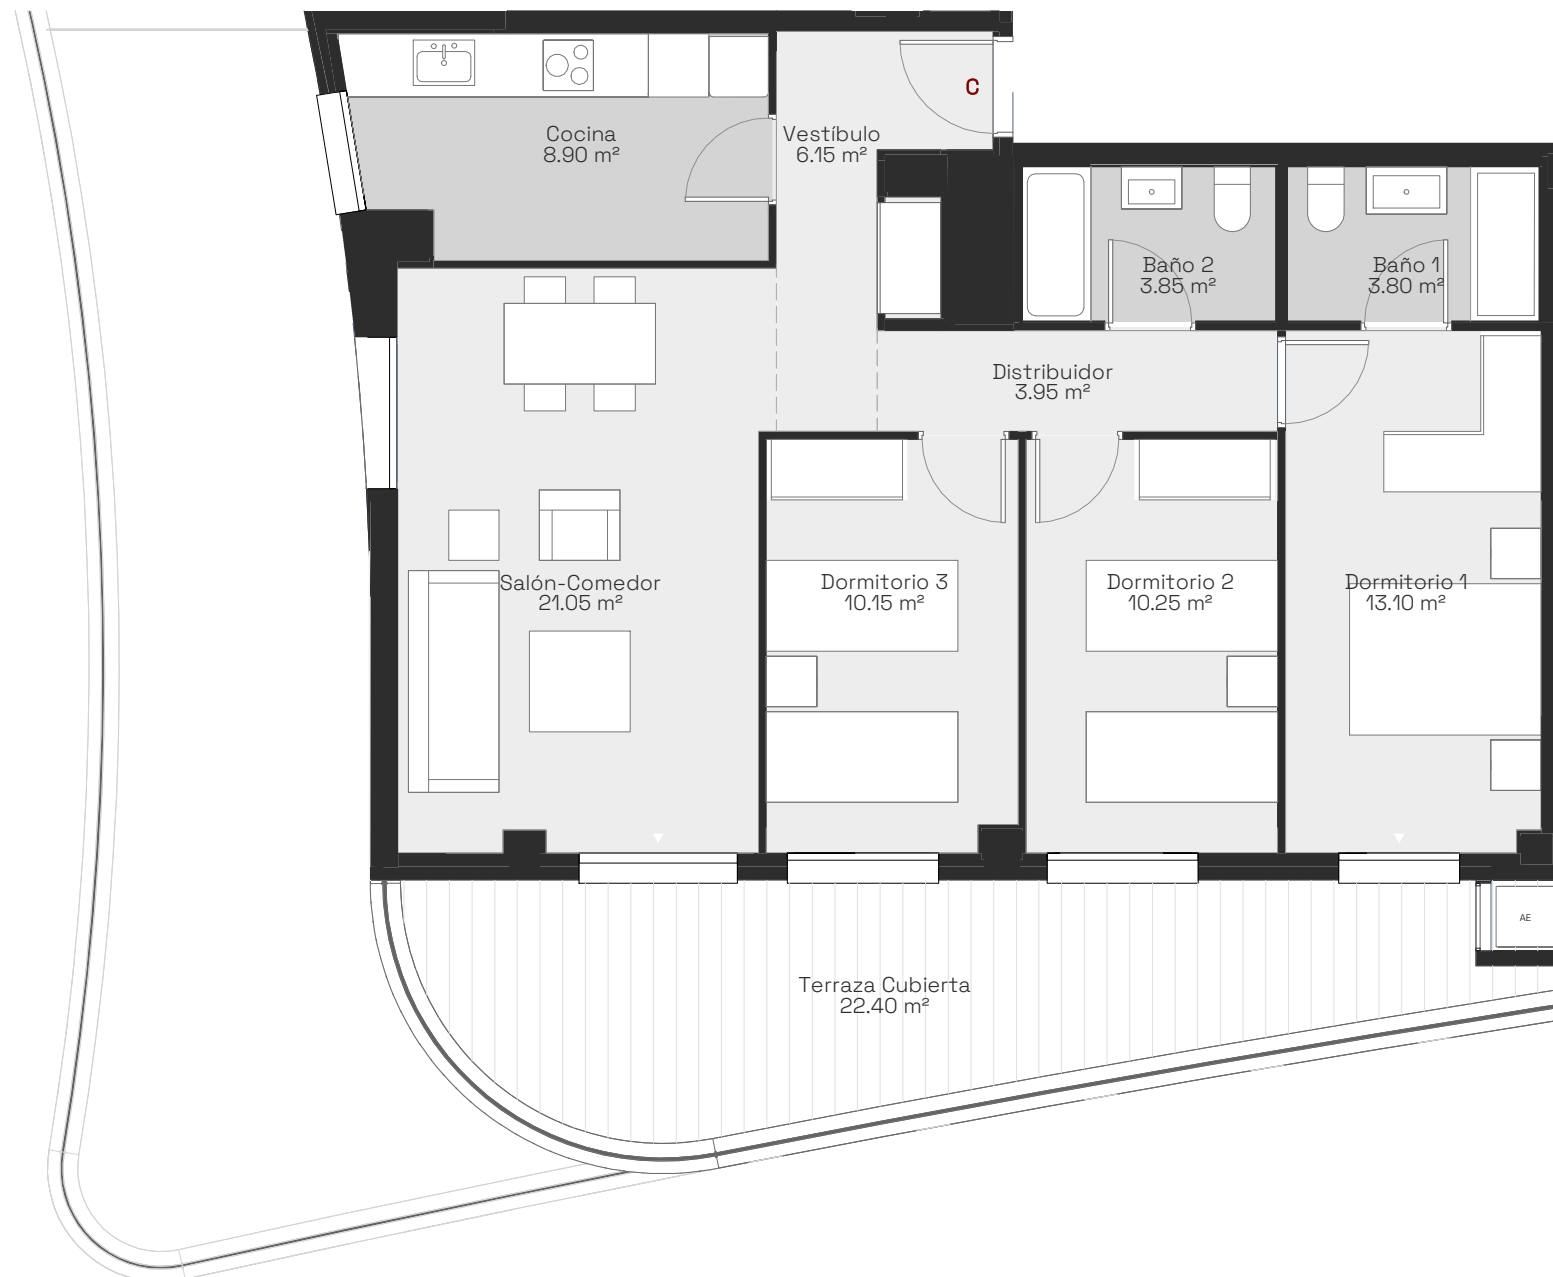 C
Cocina
8.90 m²
Vestíbulo
6.15 m²
Baño 2
3.85 m²
Baño 1
3.80 m²
Distribuidor
3.95 m²
Salón-Comedor
21.05 m²
Dormitorio 3
10.15 m²
Dormitorio 2
10.25 m²
Dormitorio 1
13.10 m²
AE
Terraza Cubierta
22.40 m²